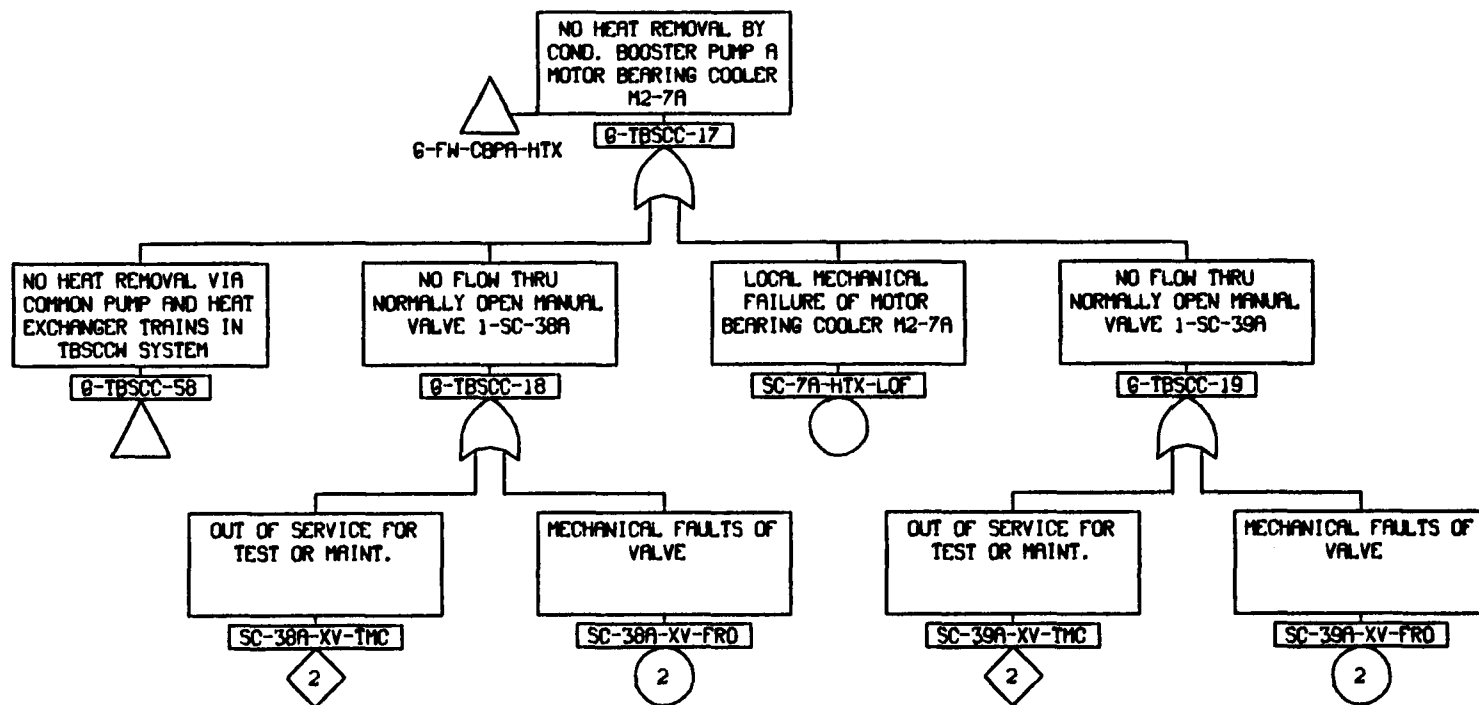 NO HEAT REMOVAL BY
COND. BOOSTER PUMP A
MOTOR BEARING COOLER
M2-7A
G-FW-CBPA-HTX
G-TBSCC-17
NO HEAT REMOVAL VIA
COMMON PUMP AND HEAT
EXCHANGER TRAINS IN
TBSCCW SYSTEM
G-TBSCC-58
NO FLOW THRU
NORMALLY OPEN MANUAL
VALVE 1-SC-38A
G-TBSCC-18
LOCAL MECHANICAL
FAILURE OF MOTOR
BEARING COOLER M2-7A
SC-7A-HTX-LOF
NO FLOW THRU
NORMALLY OPEN MANUAL
VALVE 1-SC-39A
G-TBSCC-19
OUT OF SERVICE FOR
TEST OR MAINT.
SC-38A-XV-TMC
2
MECHANICAL FAULTS OF
VALVE
SC-38A-XV-FRO
2
OUT OF SERVICE FOR
TEST OR MAINT.
SC-39A-XV-TMC
2
MECHANICAL FAULTS OF
VALVE
SC-39A-XV-FRO
2